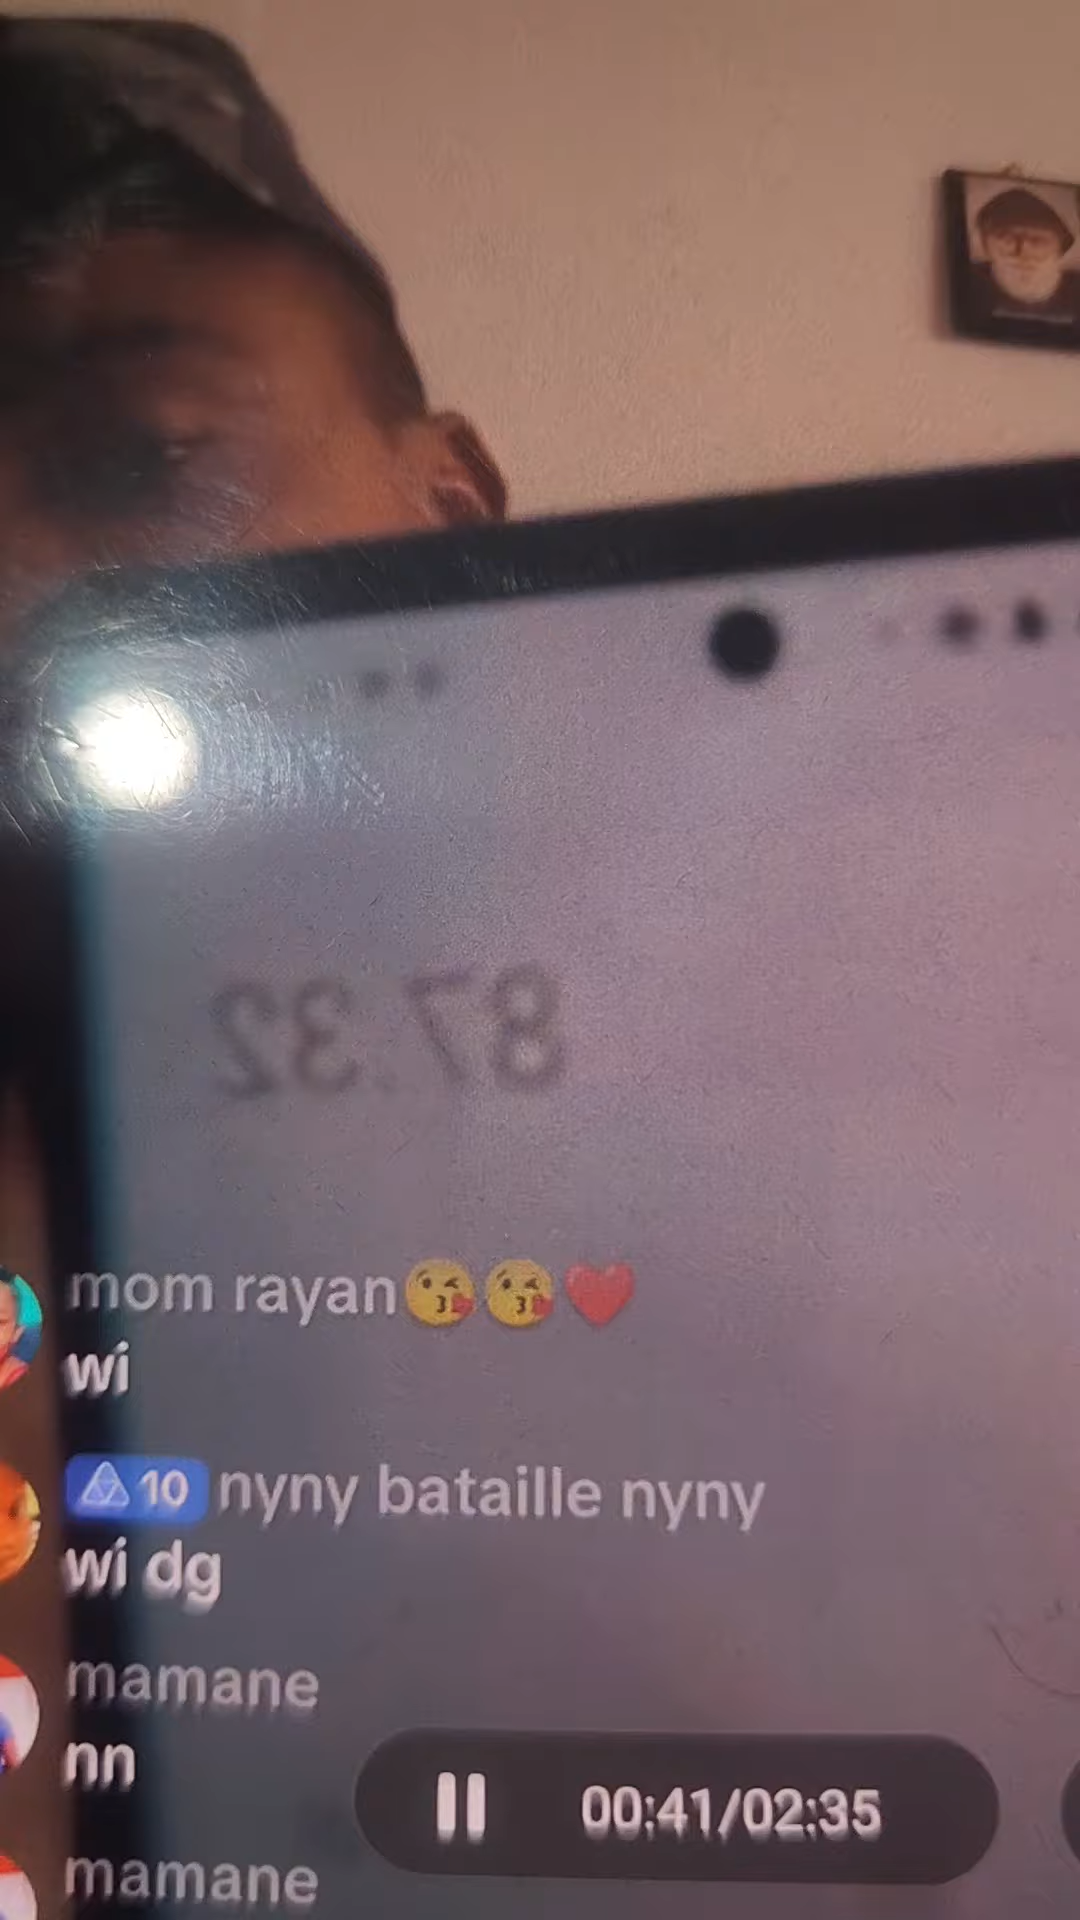 87.32
mom rayan😘😘❤️
wi
10 nyny bataille nyny
wi dg
mamane
nn
00:41/02:35
mamane